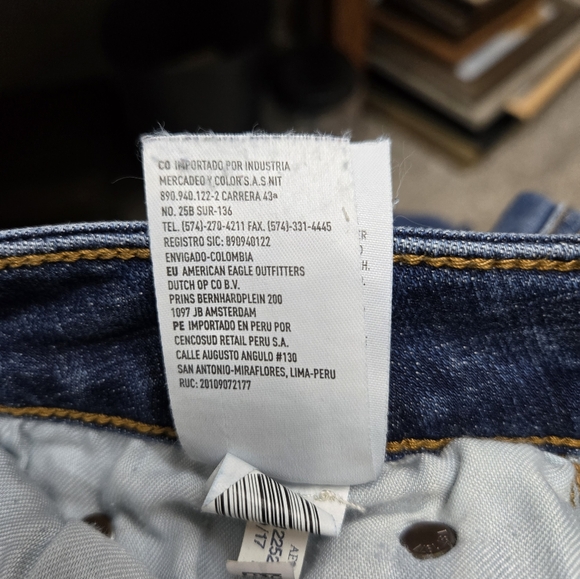 CO IMPORTADO POR INDUSTRIA
MERCADEO Y COLOR'S.A.S NIT
890.940.122-2 CARRERA 43ª
NO. 25B SUR-136
TEL. (574)-270-4211 FAX. (574)-331-4445
REGISTRO SIC: 890940122
ENVIGADO-COLOMBIA
EU AMERICAN EAGLE OUTFITTERS
DUTCH OP CO B.V.
PRINS BERNHARDPLEIN 200
1097 JB AMSTERDAM
PE IMPORTADO EN PERU POR
CENCOSUD RETAIL PERU S.A.
CALLE AUGUSTO ANGULO #130
SAN ANTONIO-MIRAFLORES, LIMA-PERU
RUC: 20109072177